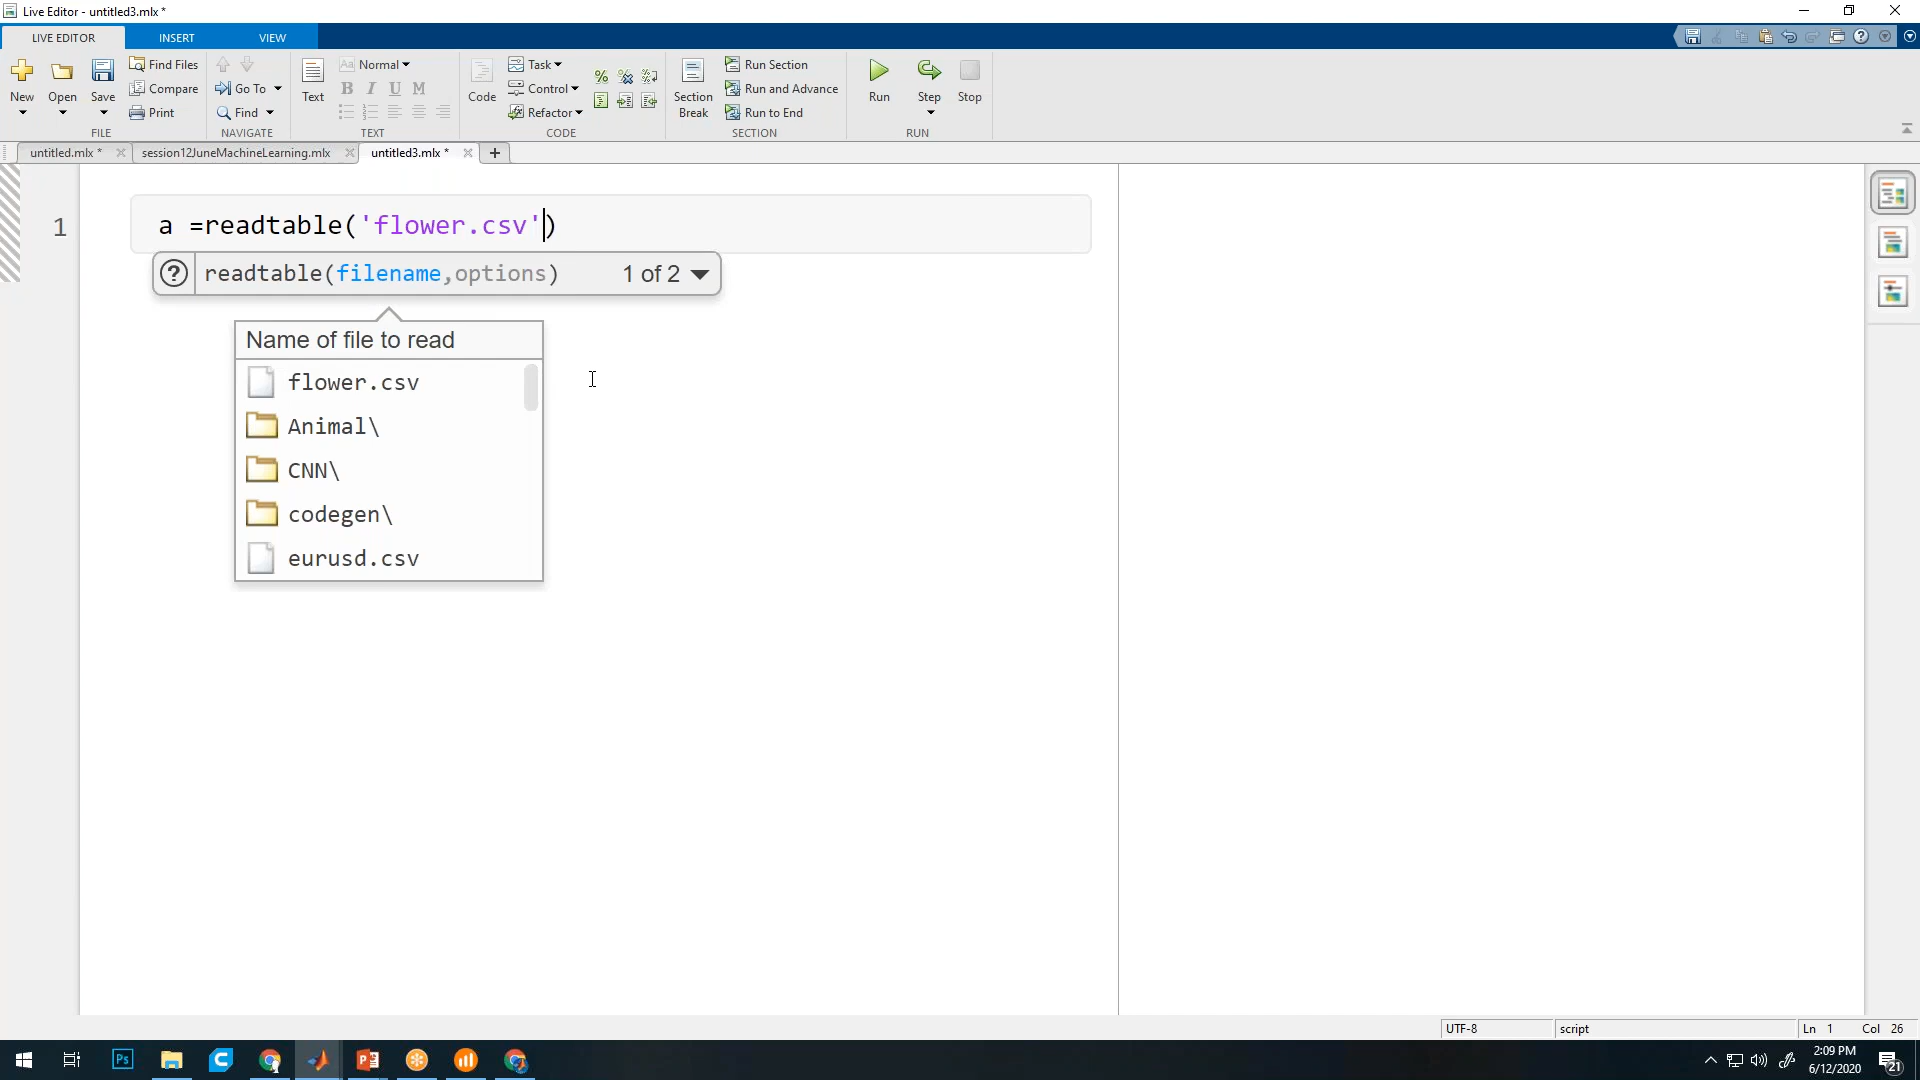 Live Editor - untitled3.mlx *
LIVE EDITOR INSERT VIEW
New Open Save Find Files Compare Print
FILE
Go To Find
NAVIGATE
Text Normal
B I U M
TEXT
Code Task Control Refactor
CODE
Section Break Run Section Run and Advance Run to End
SECTION
Run Step Stop
RUN
untitled.mlx * session12JuneMachineLearning.mlx untitled3.mlx *
1 a =readtable('flower.csv')
readtable(filename,options) 1 of 2
Name of file to read
flower.csv
Animal\
CNN\
codegen\
eurusd.csv
UTF-8 script Ln 1 Col 26
Ps
2:09 PM
6/12/2020
21